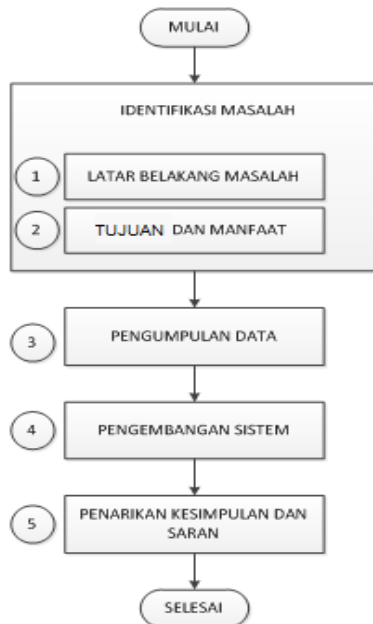 MULAI
IDENTIFIKASI MASALAH
1
LATAR BELAKANG MASALAH
2
TUJUAN DAN MANFAAT
3
PENGUMPULAN DATA
4
PENGEMBANGAN SISTEM
5
PENARIKAN KESIMPULAN DAN
SARAN
SELESAI